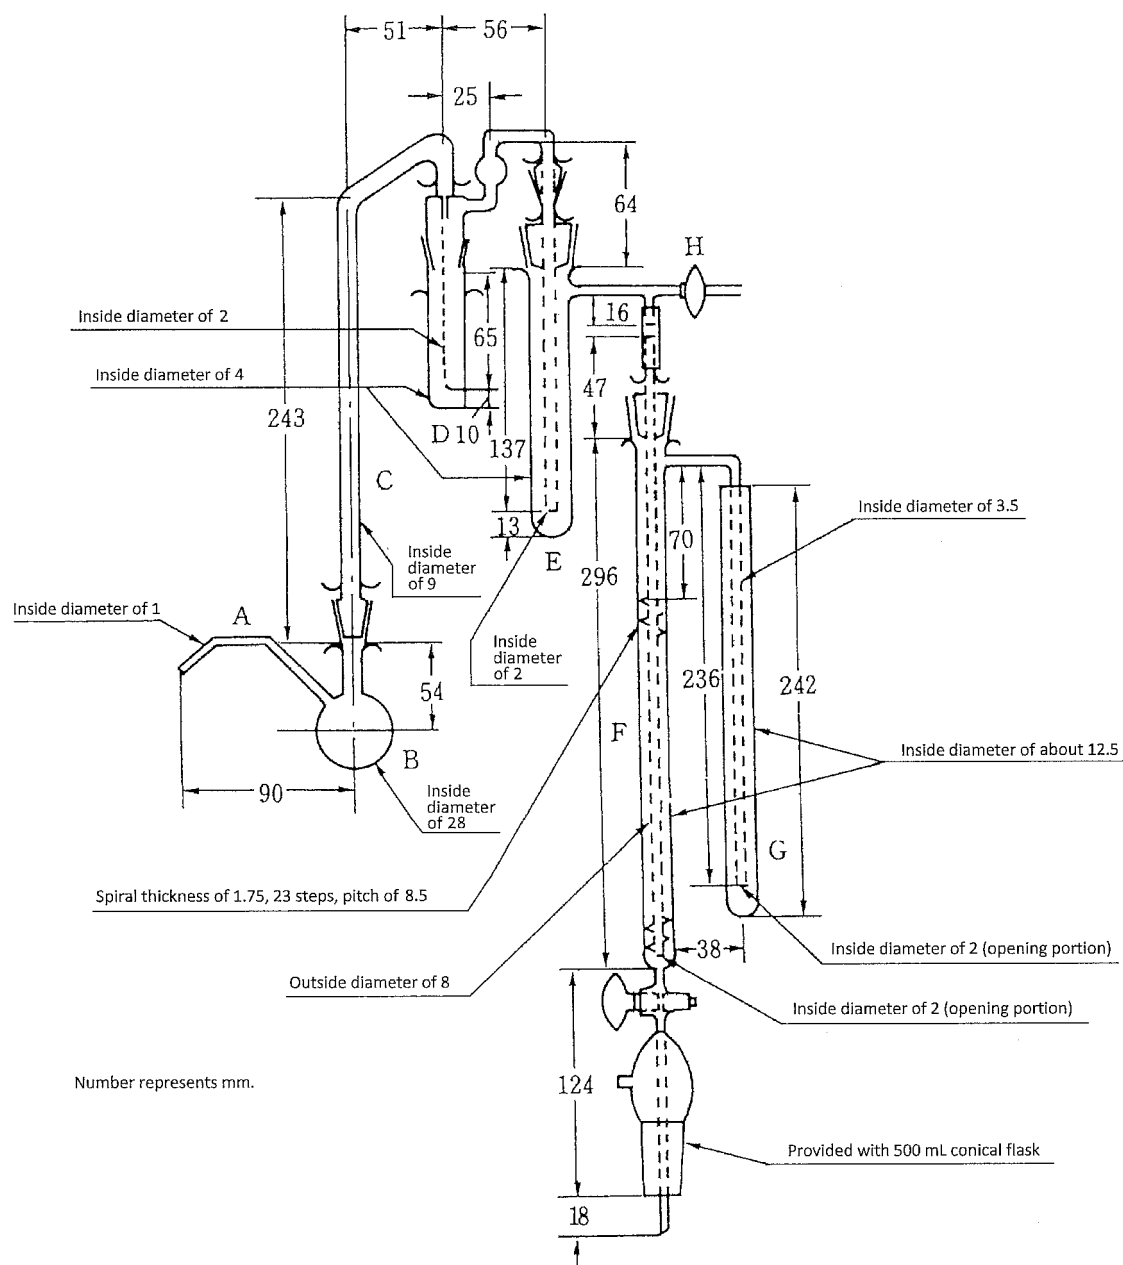 51
56
25
64
H
16
Inside diameter of 2
65
Inside diameter of 4
47
243
D 10
137
C
Inside diameter of 3.5
13
70
E
Inside
diameter
of 9
296
Inside diameter of 1
A
Inside
diameter
of 2
54
236
242
F
B
Inside diameter of about 12.5
90
Inside
diameter
of 28
G
Spiral thickness of 1.75, 23 steps, pitch of 8.5
38
Inside diameter of 2 (opening portion)
Outside diameter of 8
Inside diameter of 2 (opening portion)
Number represents mm.
124
Provided with 500 mL conical flask
18